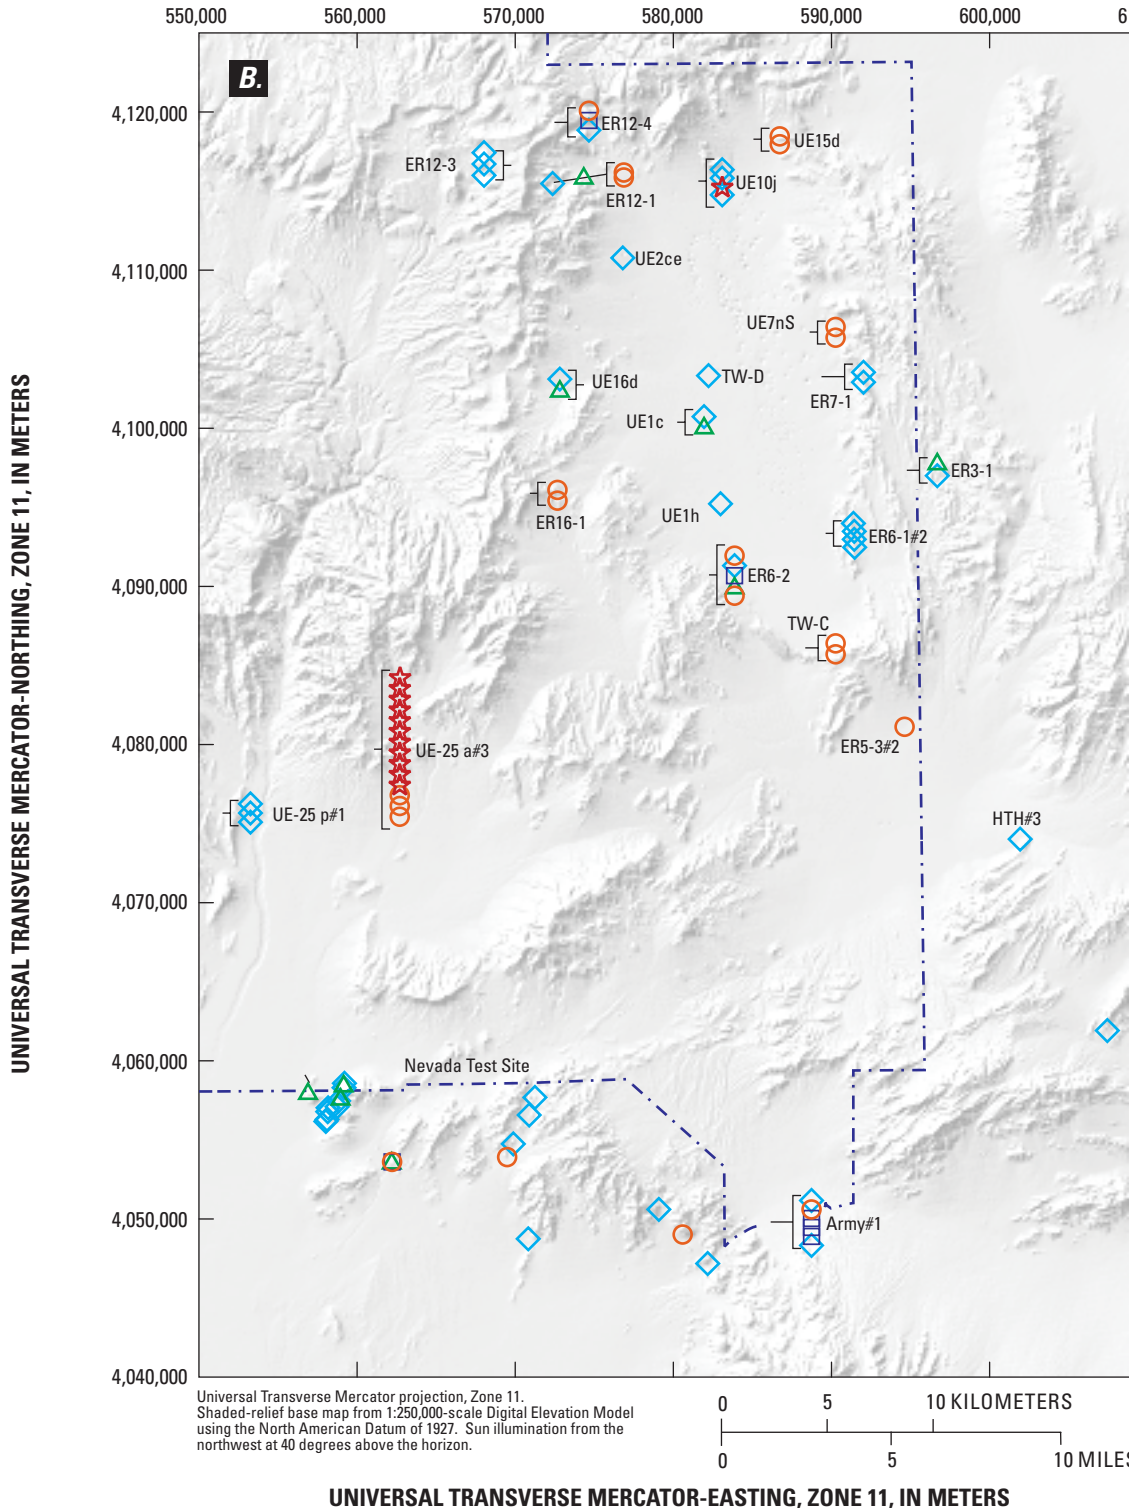 550,000 560,000 570,000 580,000 590,000 600,000 6
B.
4,120,000
ER12-4
UE15d
ER12-3
UE10j
ER12-1
4,110,000
UE2ce
UE7nS
UE16d
TW-D
ER7-1
UE1c
4,100,000
ER3-1
ER16-1
UE1h
ER6-1#2
4,090,000
ER6-2
TW-C
4,080,000
UE-25 a#3
ER5-3#2
UE-25 p#1
HTH#3
4,070,000
4,060,000
Nevada Test Site
4,050,000
Army#1
4,040,000
UNIVERSAL TRANSVERSE MERCATOR-NORTHING, ZONE 11, IN METERS
Universal Transverse Mercator projection, Zone 11.
Shaded-relief base map from 1:250,000-scale Digital Elevation Model
using the North American Datum of 1927. Sun illumination from the
northwest at 40 degrees above the horizon.
0 5 10 KILOMETERS
0 5 10 MILES
UNIVERSAL TRANSVERSE MERCATOR-EASTING, ZONE 11, IN METERS